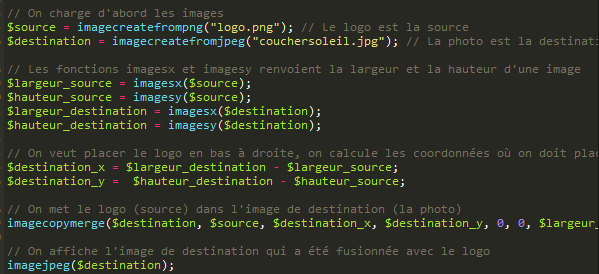 // On charge d'abord les images
$source = imagecreatefrompng("logo.png"); // Le logo est la source
$destination = imagecreatefromjpeg("couchersoleil.jpg"); // La photo est la destinati
// Les fonctions imagesx et imagesy renvoient la largeur et la hauteur d'une image
$largeur_source = imagesx($source);
$hauteur_source = imagesy($source);
$largeur_destination = imagesx($destination);
$hauteur_destination = imagesy($destination);
// On veut placer le logo en bas à droite, on calcule les coordonnées où on doit plac
$destination_x = $largeur_destination - $largeur_source;
$destination_y =  $hauteur_destination - $hauteur_source;
// On met le logo (source) dans l'image de destination (la photo)
imagecopymerge($destination, $source, $destination_x, $destination_y, 0, 0, $largeur_
// On affiche l'image de destination qui a été fusionnée avec le logo
imagejpeg($destination);